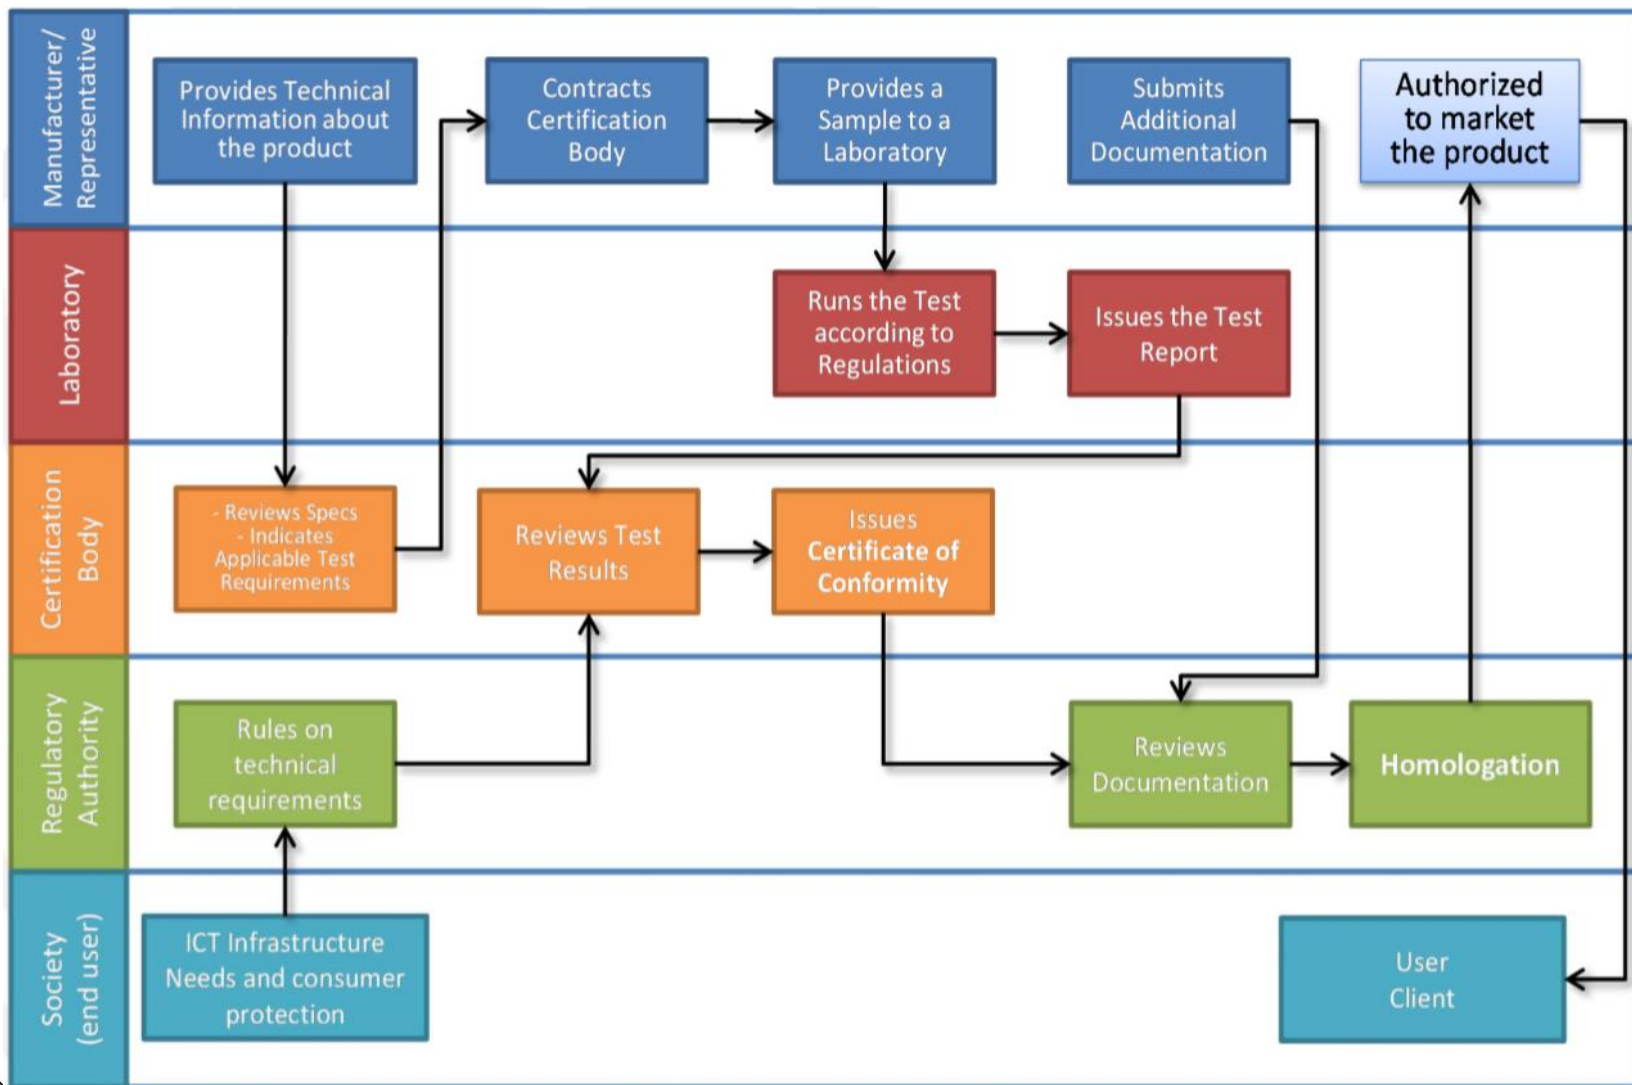 Manufacturer/
Representative
Provides Technical
Information about
the product
Contracts
Certification
Body
Provides a
Sample to a
Laboratory
Submits
Additional
Documentation
Authorized
to market
the product
Laboratory
Runs the Test
according to
Regulations
Issues the Test
Report
Certification
Body
- Reviews Specs
- Indicates
Applicable Test
Requirements
Reviews Test
Results
Issues
Certificate of
Conformity
Regulatory
Authority
Rules on
technical
requirements
Reviews
Documentation
Homologation
Society
(end user)
ICT Infrastructure
Needs and consumer
protection
User
Client